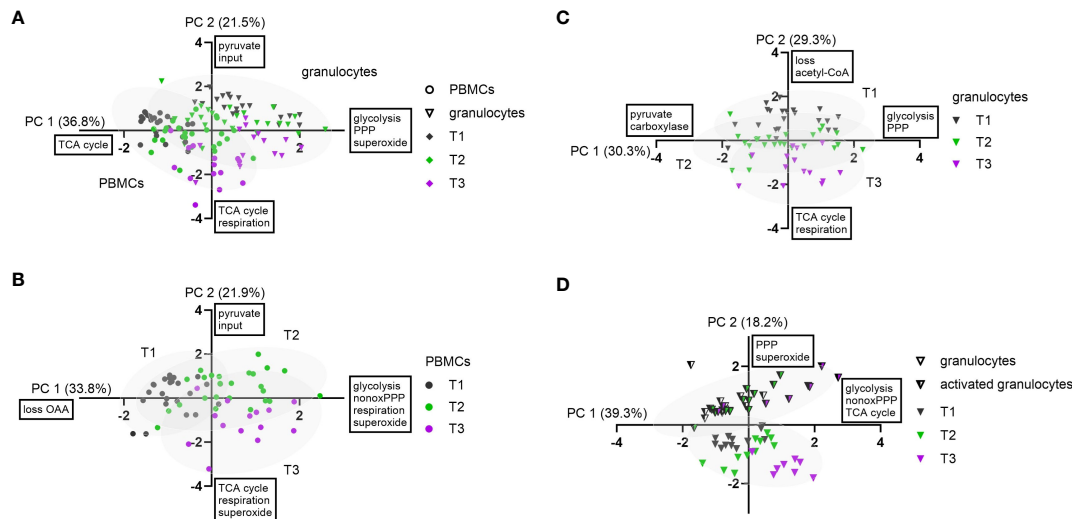 A
PC 2 (21.5%)
4
pyruvate
input
granulocytes
2
PC 1 (36.8%)
TCA cycle
-2
2
glycolysis
PPP
superoxide
PBMCs
-2
-4
TCA cycle
respiration
PBMCs
granulocytes
T1
T2
T3
B
PC 2 (21.9%)
4
pyruvate
input
T1
T2
2
PC 1 (33.8%)
loss OAA
-2
2
glycolysis
nonoxPPP
respiration
superoxide
-2
T3
-4
TCA cycle
respiration
superoxide
PBMCs
T1
T2
T3
C
PC 2 (29.3%)
4
loss
acetyl-CoA
2
T1
pyruvate
carboxylase
glycolysis
PPP
PC 1 (30.3%)
-4
-2
2
4
T2
T3
-2
-4
TCA cycle
respiration
granulocytes
T1
T2
T3
D
PC 2 (18.2%)
PPP
superoxide
2
glycolysis
nonoxPPP
TCA cycle
PC 1 (39.3%)
-2
2
4
-2
granulocytes
activated granulocytes
T1
T2
T3